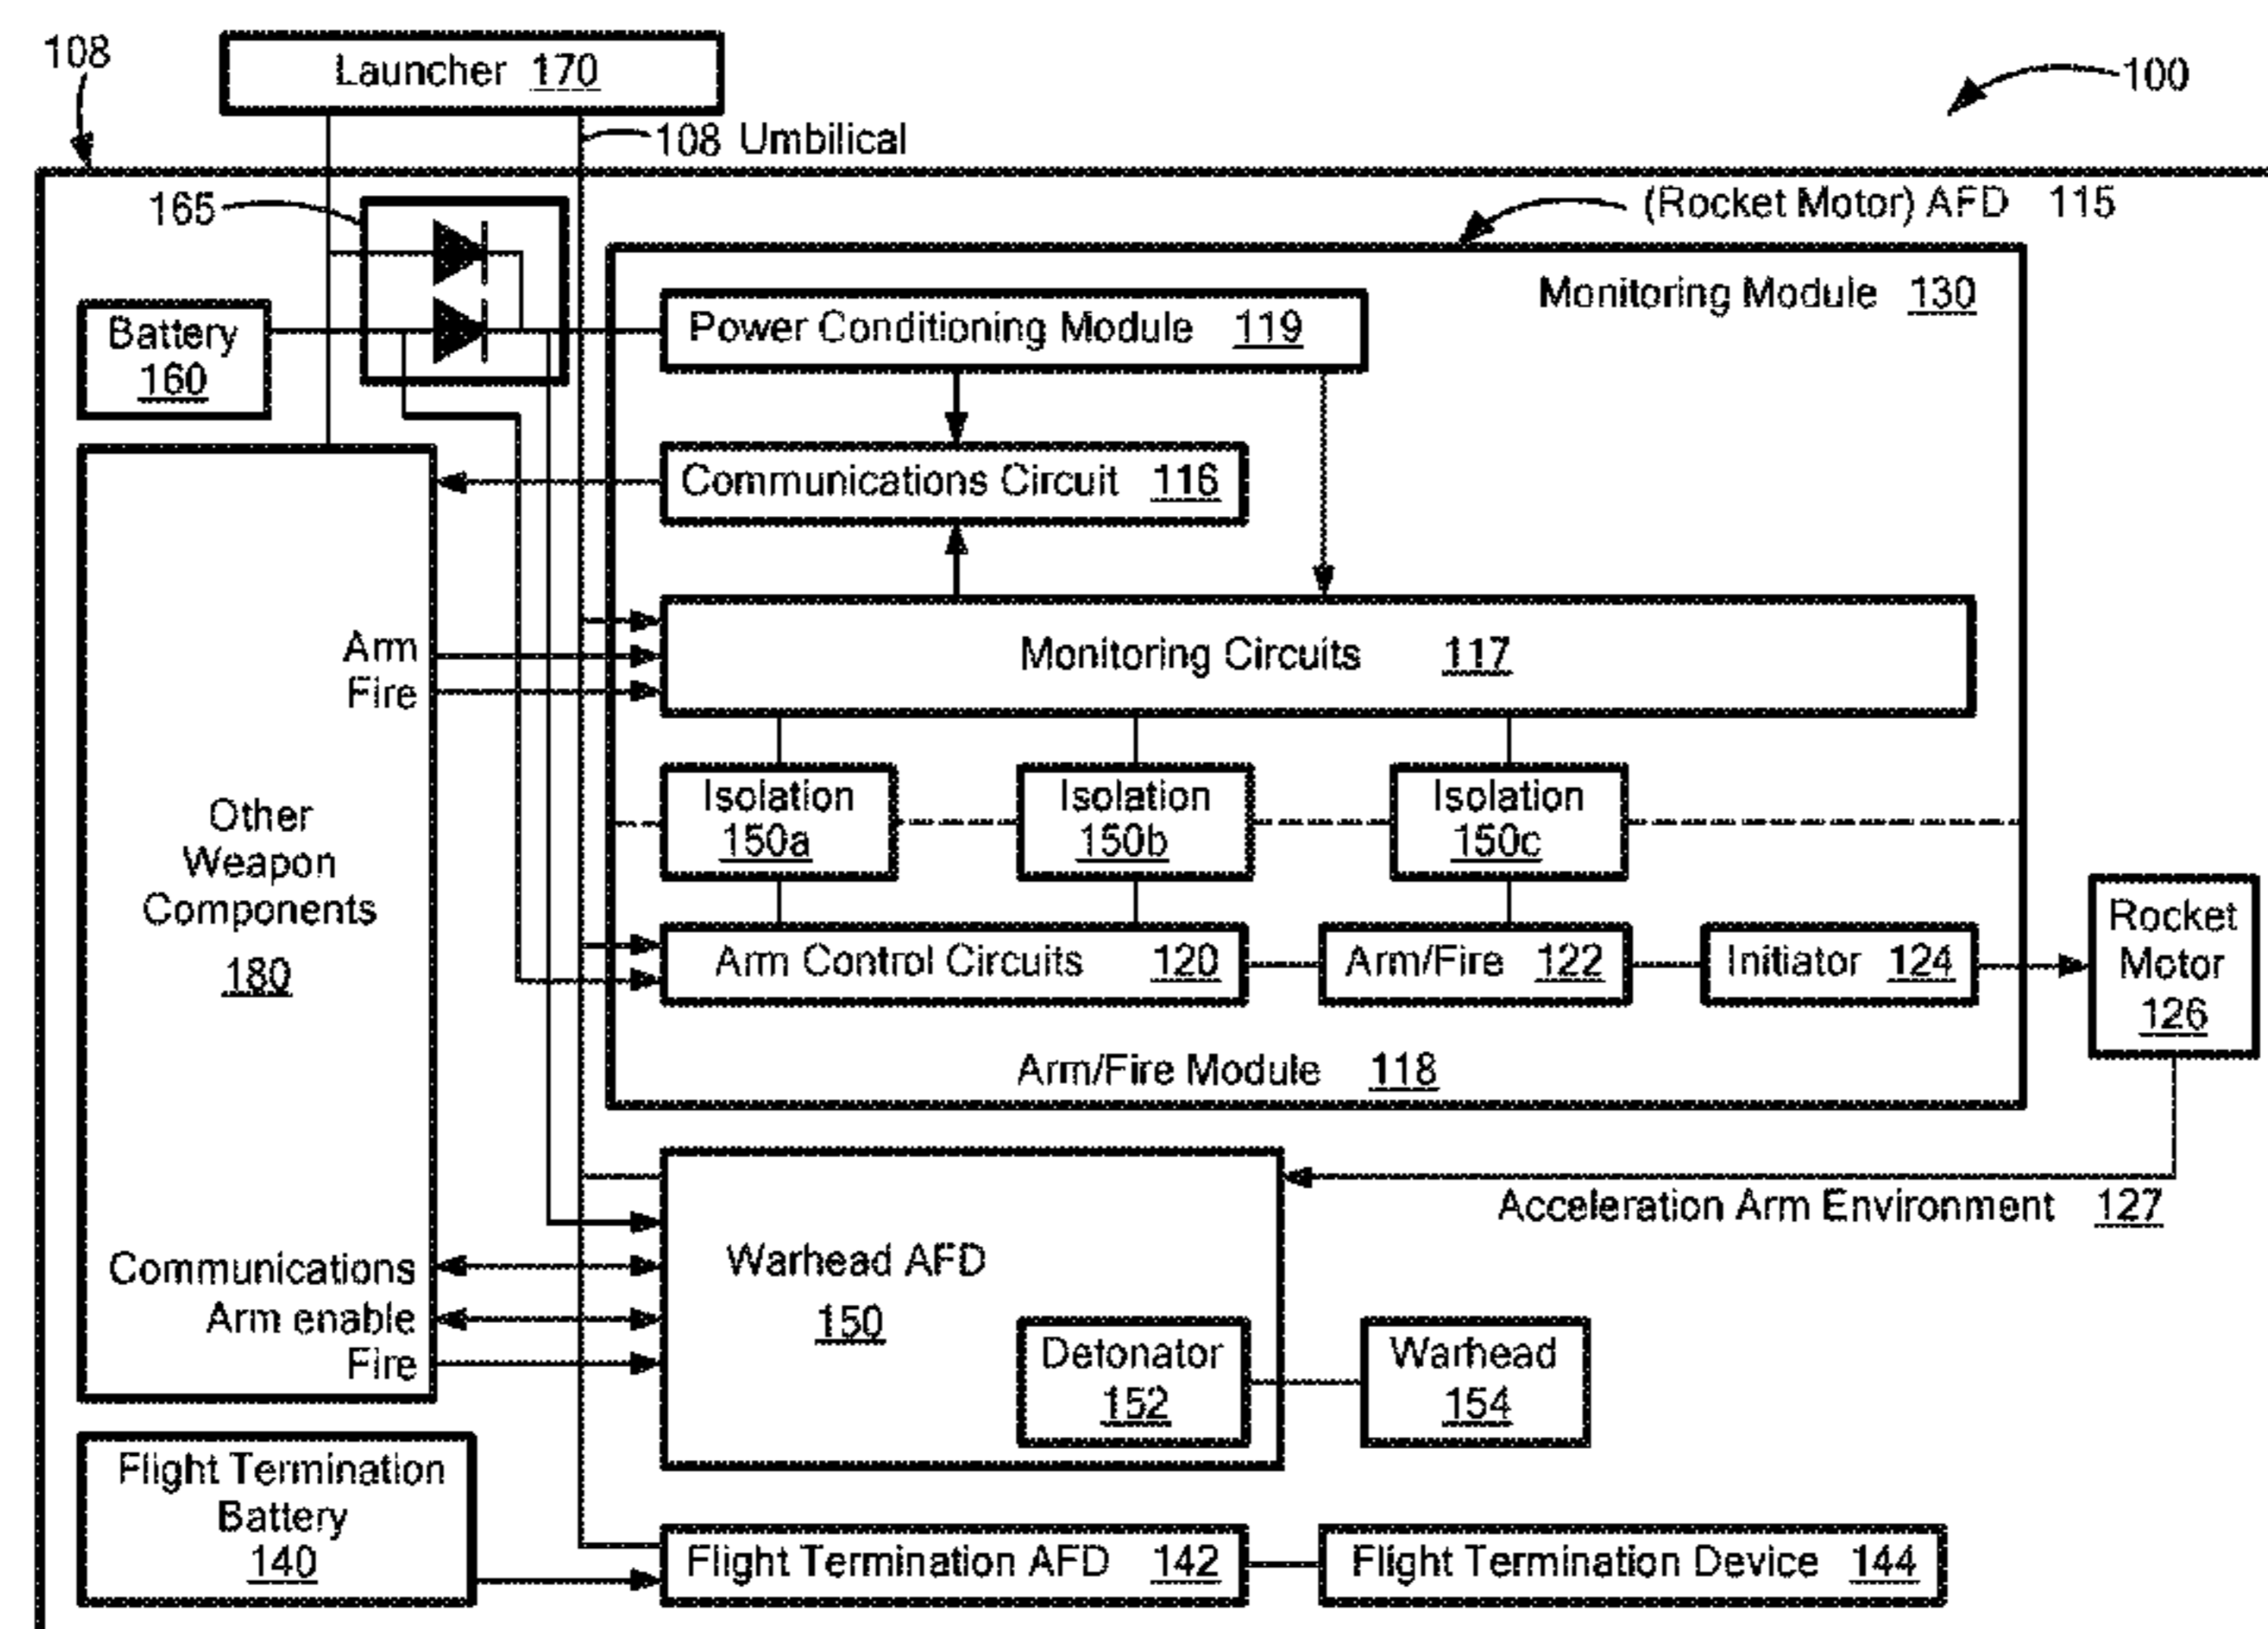 108
Launcher 170
100
108 Umbilical
165
(Rocket Motor) AFD 115
Monitoring Module 130
Battery
160
Power Conditioning Module 119
Communications Circuit 116
Arm
Fire
Monitoring Circuits 117
Isolation
150a
Isolation
150b
Isolation
150c
Other
Weapon
Components
180
Arm Control Circuits 120
Arm/Fire 122
Initiator 124
Rocket
Motor
126
Arm/Fire Module 118
Acceleration Arm Environment 127
Communications
Arm enable
Fire
Warhead AFD
150
Detonator
152
Warhead
154
Flight Termination
Battery
140
Flight Termination AFD 142
Flight Termination Device 144